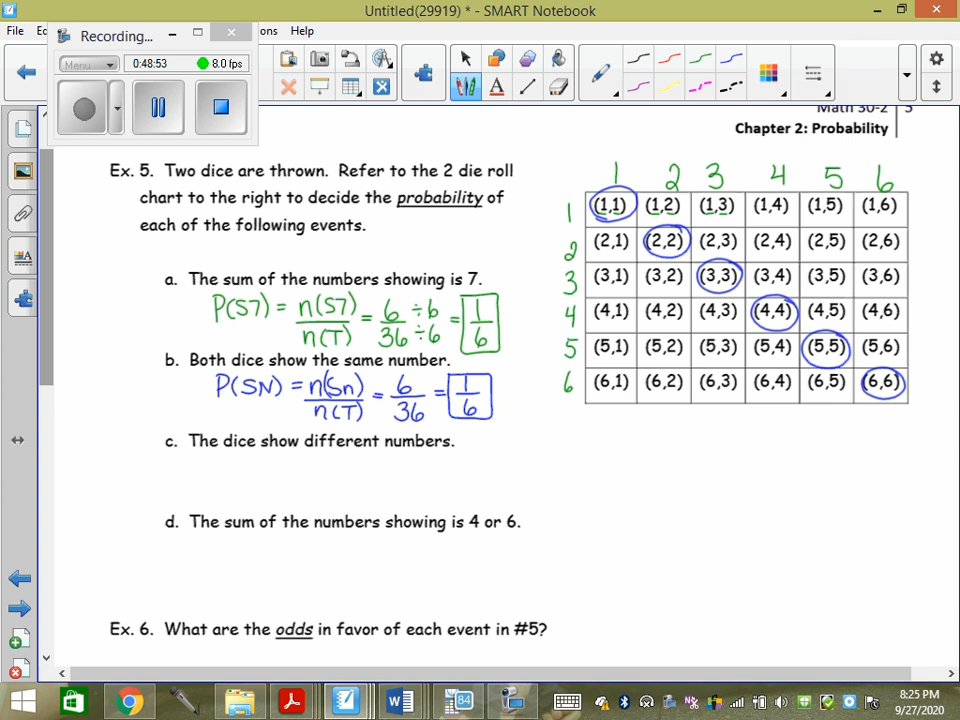 Untitled(29919) * - SMART Notebook
File
Ed
ons
Help
Recording...
Menu
0:48:53
8.0 fps
Math 30-2
5
Chapter 2: Probability
Ex. 5. Two dice are thrown. Refer to the 2 die roll
chart to the right to decide the probability of
each of the following events.
a. The sum of the numbers showing is 7.
P(S7) = n(S7)/n(T) = 6/36 ÷6/÷6 = 1/6
b. Both dice show the same number.
P(SN) = n(Sn)/n(T) = 6/36 = 1/6
c. The dice show different numbers.
d. The sum of the numbers showing is 4 or 6.
Ex. 6. What are the odds in favor of each event in #5?
1 2 3 4 5 6
1 (1,1) (1,2) (1,3) (1,4) (1,5) (1,6)
2 (2,1) (2,2) (2,3) (2,4) (2,5) (2,6)
3 (3,1) (3,2) (3,3) (3,4) (3,5) (3,6)
4 (4,1) (4,2) (4,3) (4,4) (4,5) (4,6)
5 (5,1) (5,2) (5,3) (5,4) (5,5) (5,6)
6 (6,1) (6,2) (6,3) (6,4) (6,5) (6,6)
84
8:25 PM
9/27/2020